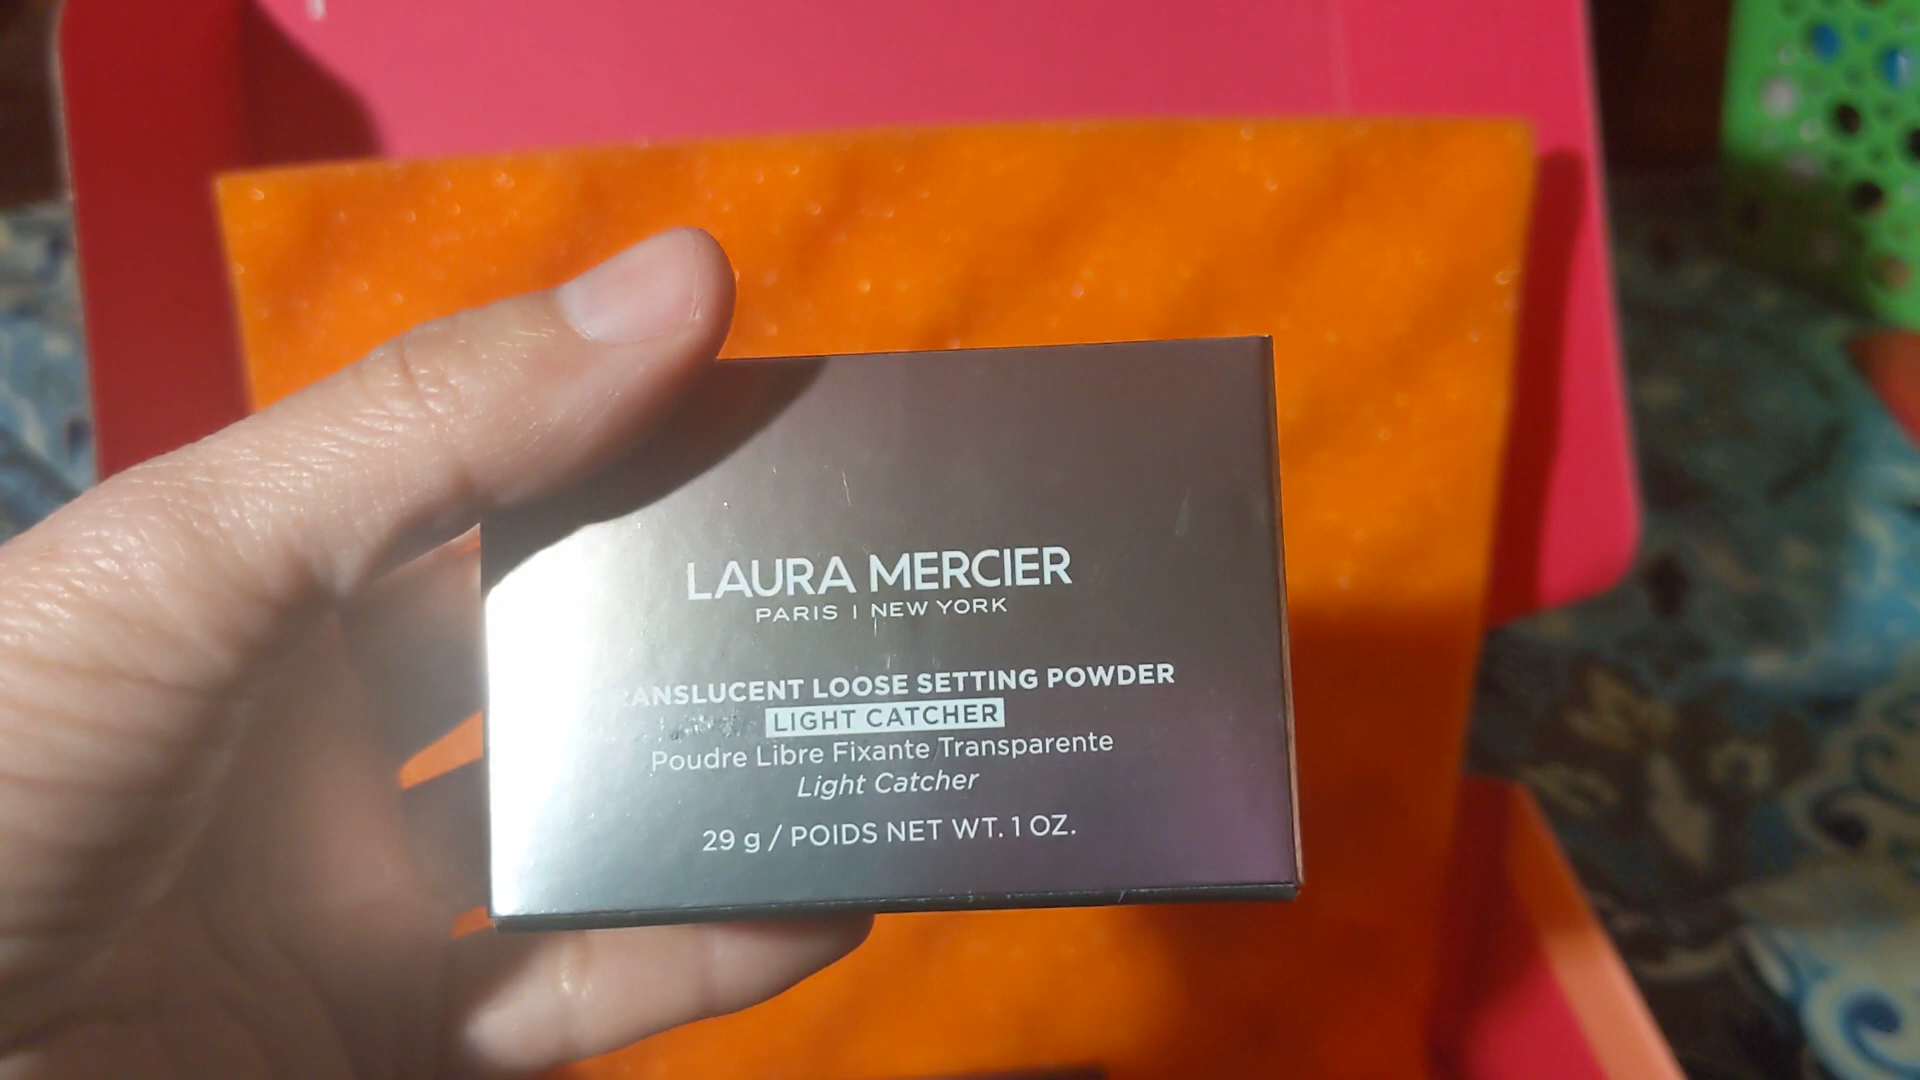 LAURA MERCIER
PARIS | NEW YORK
TRANSLUCENT LOOSE SETTING POWDER
LIGHT CATCHER
Poudre Libre Fixante Transparente
Light Catcher
29 g / POIDS NET WT. 1 OZ.